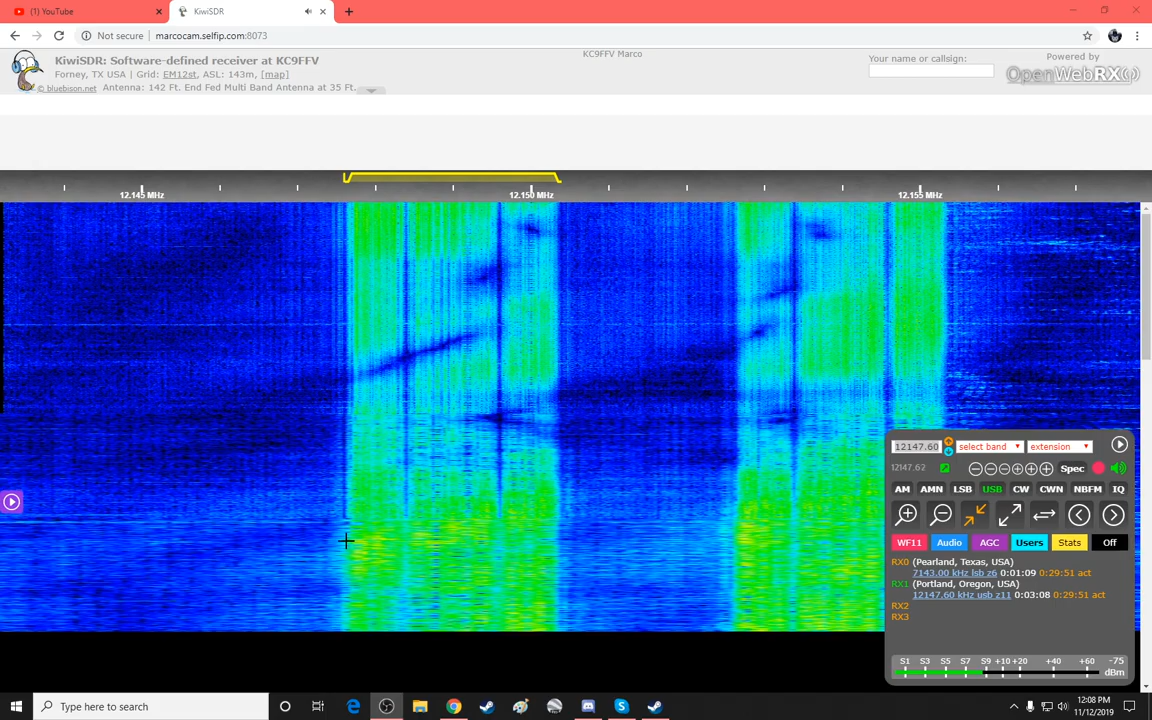 (1) YouTube
KiwiSDR
Not secure
marcocam.selfip.com:8073
KiwiSDR: Software-defined receiver at KC9FFV
Forney, TX USA | Grid: EM12st, ASL: 143m, [map]
© bluebison.net
Antenna: 142 Ft. End Fed Multi Band Antenna at 35 Ft.
KC9FFV Marco
Your name or callsign:
Powered by
OpenWebRX
12.145 MHz
12.150 MHz
12.155 MHz
12147.60
select band
extension
12147.62
Spec
AM
AMN
LSB
USB
CW
CWN
NBFM
IQ
WF11
Audio
AGC
Users
Stats
Off
RX0 (Pearland, Texas, USA)
7143.00 kHz lsb z6 0:01:09 0:29:51 act
RX1 (Portland, Oregon, USA)
12147.60 kHz usb z11 0:03:08 0:29:51 act
RX2
RX3
S1 S3 S5 S7 S9 +10 +20 +40 +60 -75
dBm
Type here to search
12:08 PM
11/12/2019